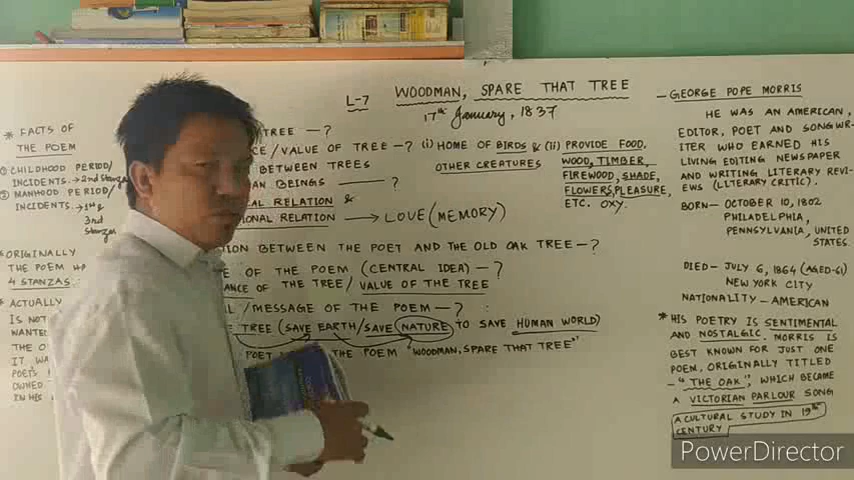 L-7 WOODMAN, SPARE THAT TREE
17th January, 1837
* FACTS OF
THE POEM
① CHILDHOOD PERIOD/
INCIDENTS. → 2nd Stanza
② MANHOOD PERIOD/
INCIDENTS. → 1st &
3rd
Stanzas
* ORIGINALLY
THE POEM
4 STANZAS.
* ACTUALLY
IS NOT
WANTED
THE
IT WA
POET'S
OWNED
IN HIS
TREE — ?
/VALUE OF TREE — ? (i) HOME OF BIRDS & (ii) PROVIDE FOOD,
OTHER CREATURES WOOD, TIMBER,
FIREWOOD, SHADE,
FLOWERS, PLEASURE,
ETC. OXY.
BETWEEN TREES
BEINGS — ?
RELATION &
RELATION → LOVE (MEMORY)
BETWEEN THE POET AND THE OLD OAK TREE — ?
OF THE POEM (CENTRAL IDEA) — ?
OF THE TREE / VALUE OF THE TREE
/MESSAGE OF THE POEM — ?
TREE (SAVE EARTH/SAVE NATURE) TO SAVE HUMAN WORLD)
POET THE POEM "WOODMAN, SPARE THAT TREE"
— GEORGE POPE MORRIS
HE WAS AN AMERICAN,
EDITOR, POET AND SONGWR-
ITER WHO EARNED HIS
LIVING EDITING NEWSPAPER
AND WRITING LITERARY REVI-
EWS (LITERARY CRITIC).
BORN — OCTOBER 10, 1802
PHILADELPHIA,
PENNSYLVANIA, UNITED
STATES.
DIED — JULY 6, 1864 (AGED-61)
NEW YORK CITY
NATIONALITY — AMERICAN
* HIS POETRY IS SENTIMENTAL
AND NOSTALGIC. MORRIS IS
BEST KNOWN FOR JUST ONE
POEM, ORIGINALLY TITLED
— "THE OAK", WHICH BECAME
A VICTORIAN PARLOUR SONG
A CULTURAL STUDY IN 19th
CENTURY
PowerDirector